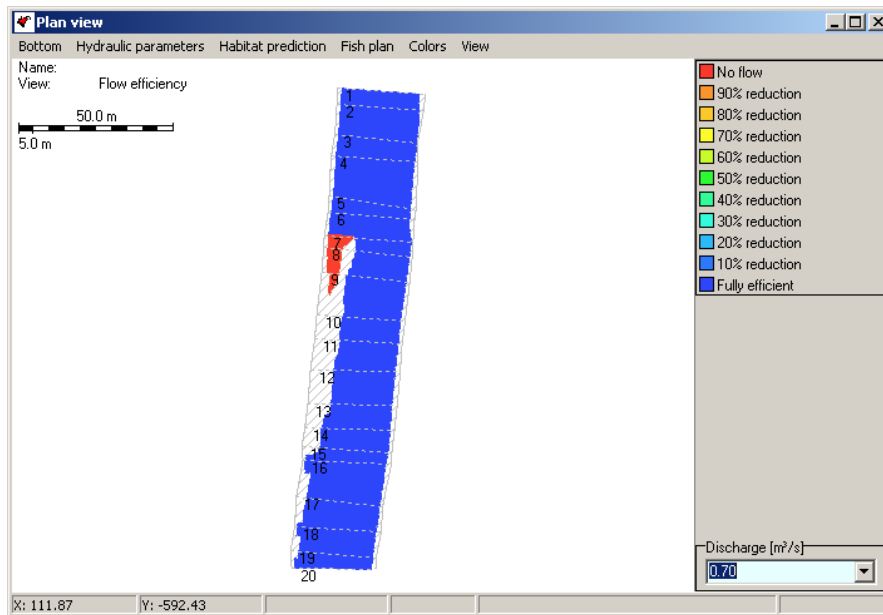 Plan view
Bottom Hydraulic parameters Habitat prediction Fish plan Colors View
Name:
View: Flow efficiency
50.0 m
5.0 m
1
2
3
4
5
6
7
8
9
10
11
12
13
14
15
16
17
18
19
20
No flow
90% reduction
80% reduction
70% reduction
60% reduction
50% reduction
40% reduction
30% reduction
20% reduction
10% reduction
Fully efficient
Discharge [m³/s]
0.70
X: 111.87 Y: -592.43